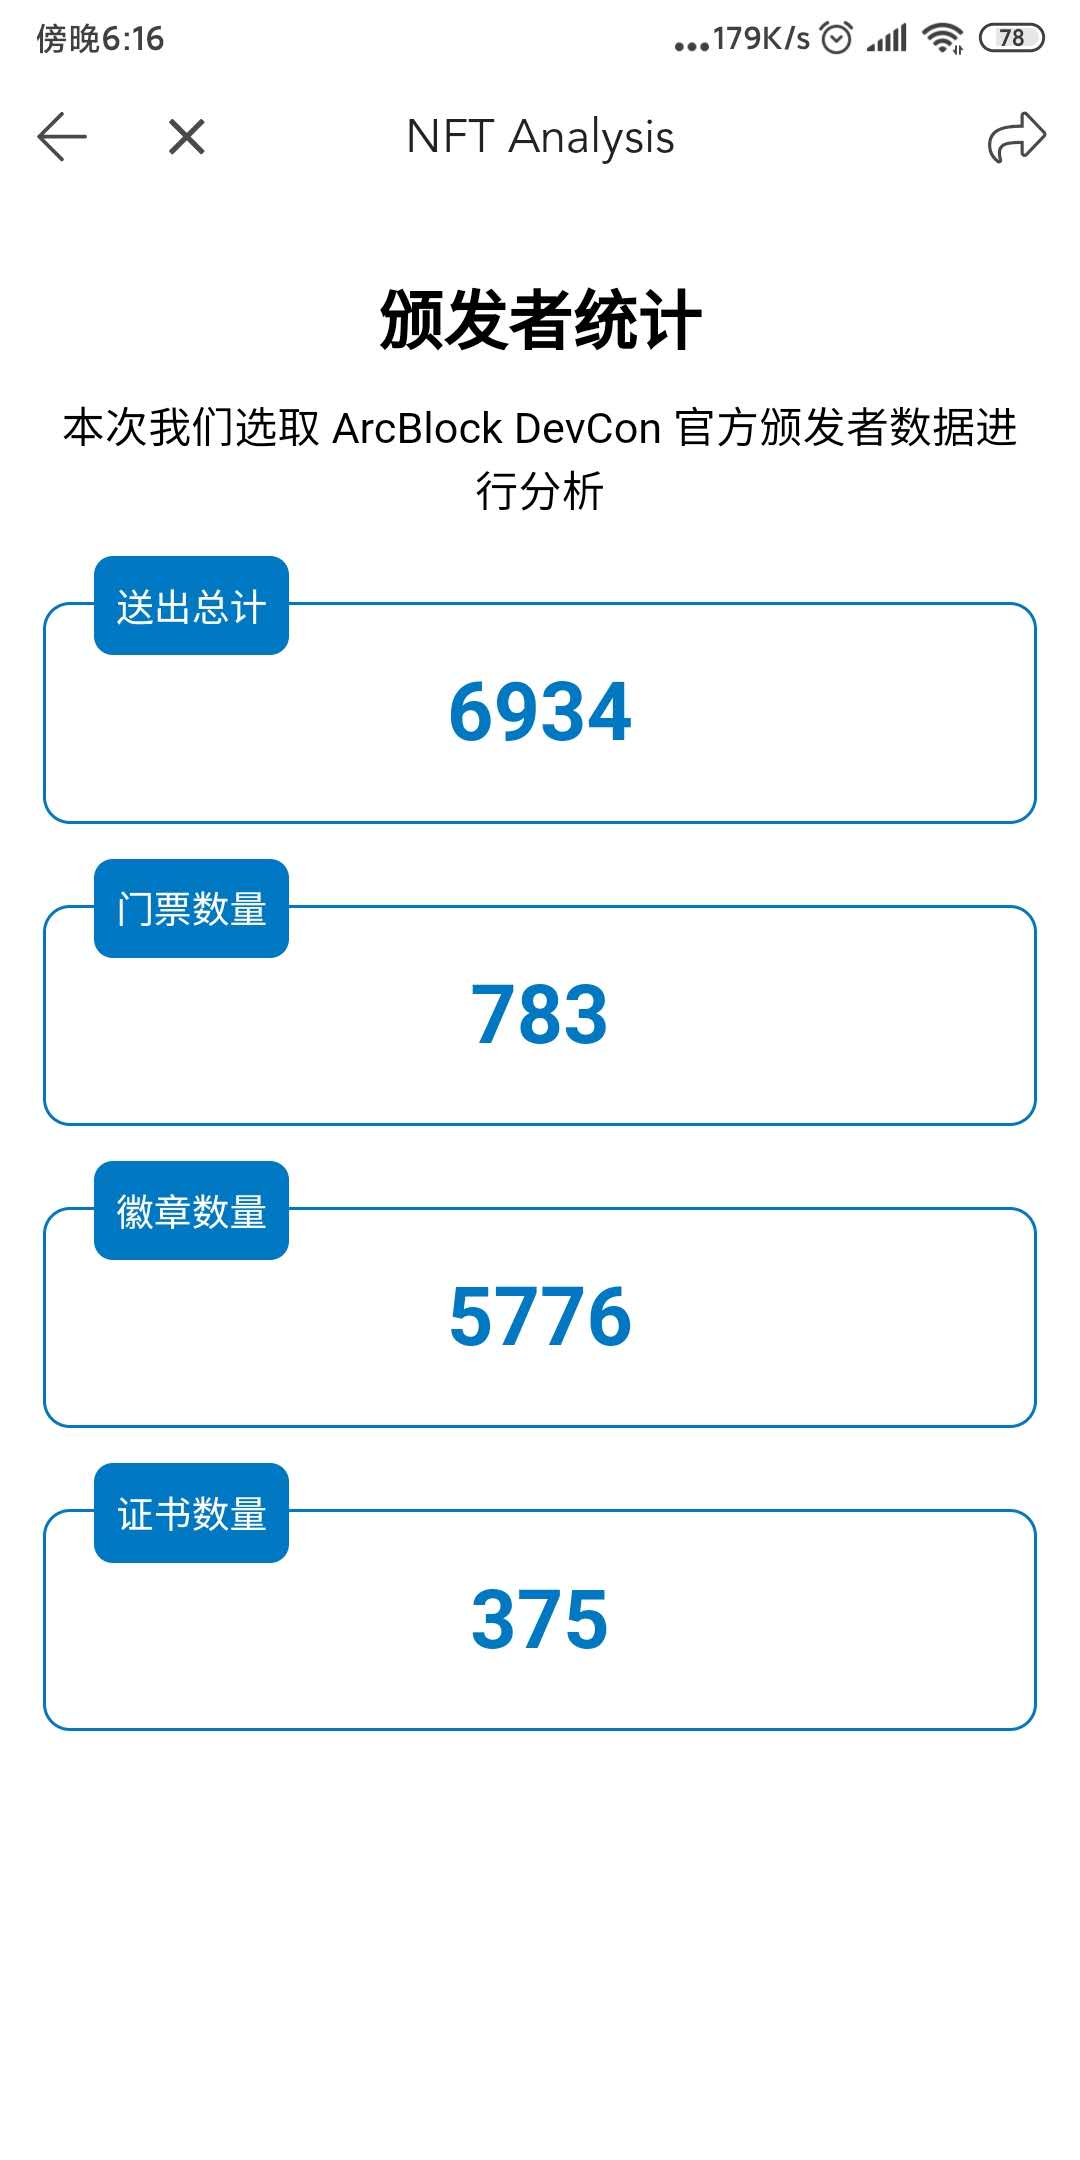 傍晚6:16 ...179K/s 78
NFT Analysis
颁发者统计
本次我们选取 ArcBlock DevCon 官方颁发者数据进
行分析
送出总计
6934
门票数量
783
徽章数量
5776
证书数量
375